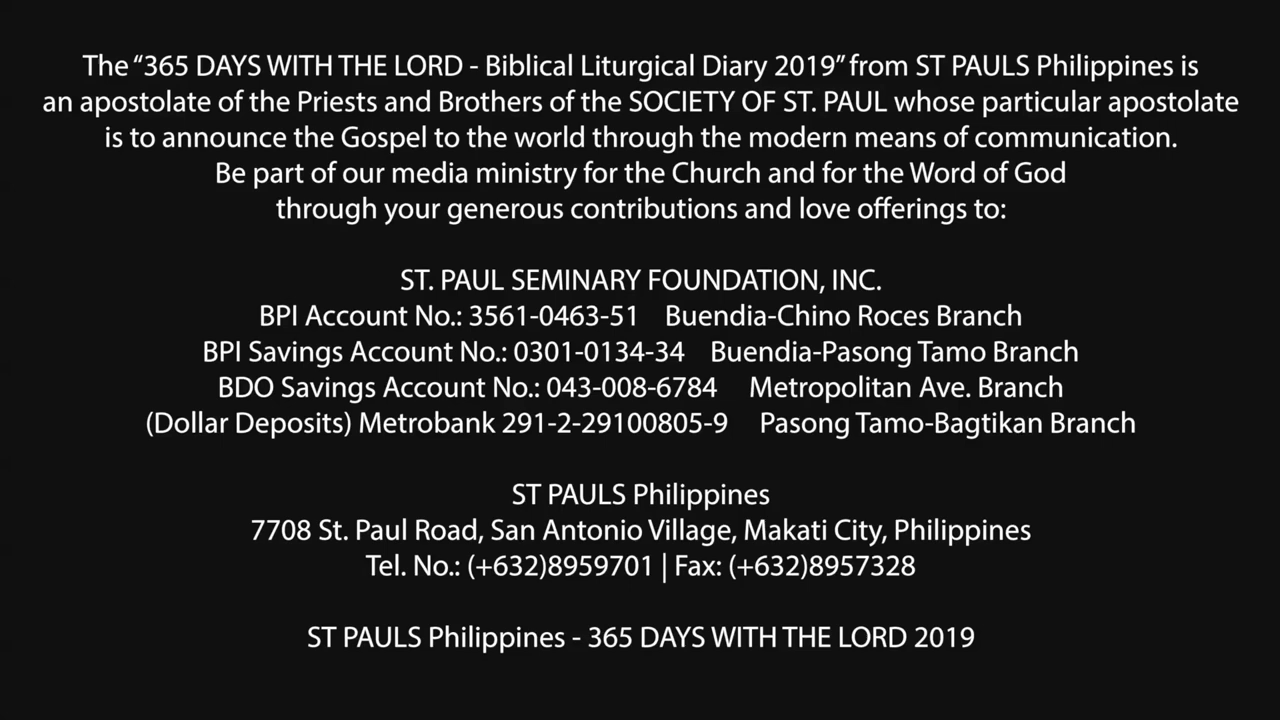 The “365 DAYS WITH THE LORD - Biblical Liturgical Diary 2019” from ST PAULS Philippines is
an apostolate of the Priests and Brothers of the SOCIETY OF ST. PAUL whose particular apostolate
is to announce the Gospel to the world through the modern means of communication.
Be part of our media ministry for the Church and for the Word of God
through your generous contributions and love offerings to:
ST. PAUL SEMINARY FOUNDATION, INC.
BPI Account No.: 3561-0463-51 Buendia-Chino Roces Branch
BPI Savings Account No.: 0301-0134-34 Buendia-Pasong Tamo Branch
BDO Savings Account No.: 043-008-6784 Metropolitan Ave. Branch
(Dollar Deposits) Metrobank 291-2-29100805-9 Pasong Tamo-Bagtikan Branch
ST PAULS Philippines
7708 St. Paul Road, San Antonio Village, Makati City, Philippines
Tel. No.: (+632)8959701 | Fax: (+632)8957328
ST PAULS Philippines - 365 DAYS WITH THE LORD 2019